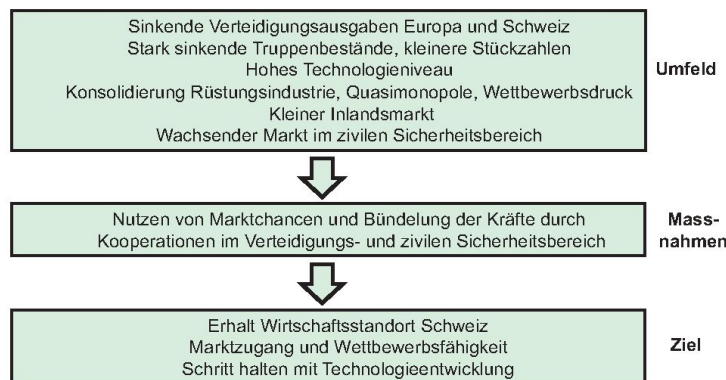 Sinkende Verteidigungsausgaben Europa und Schweiz
Stark sinkende Truppenbestände, kleinere Stückzahlen
Hohes Technologieniveau
Konsolidierung Rüstungsindustrie, Quasimonopole, Wettbewerbsdruck
Kleiner Inlandsmarkt
Wachsender Markt im zivilen Sicherheitsbereich
Umfeld
Nutzen von Marktchancen und Bündelung der Kräfte durch
Kooperationen im Verteidigungs- und zivilen Sicherheitsbereich
Mass-
nahmen
Erhalt Wirtschaftsstandort Schweiz
Marktzugang und Wettbewerbsfähigkeit
Schritt halten mit Technologieentwicklung
Ziel